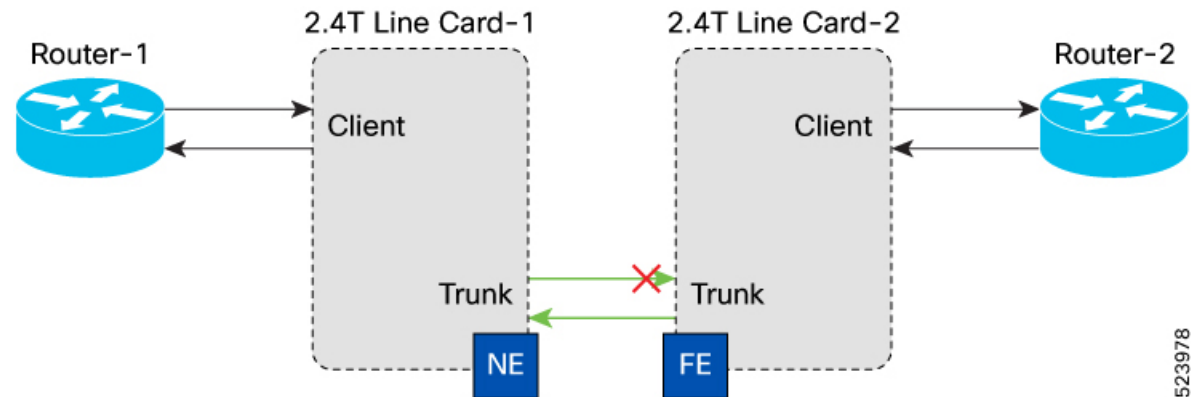 2.4T Line Card-1
2.4T Line Card-2
Router-1
Router-2
Client
Client
Trunk
Trunk
NE
FE
523978